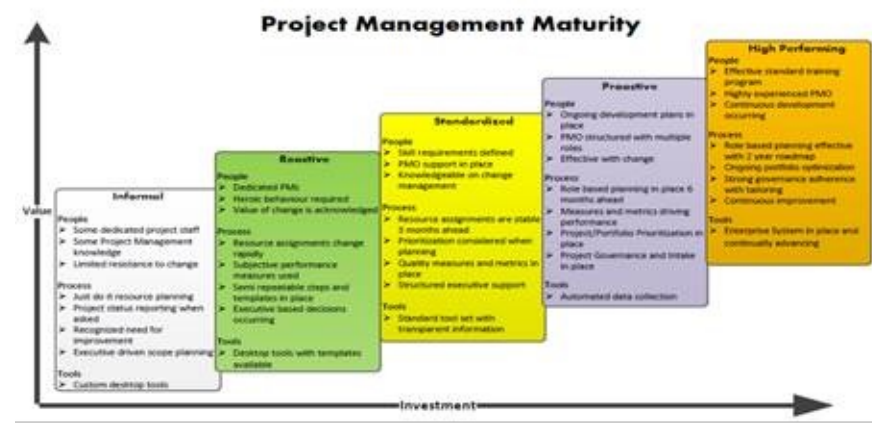 Project Management Maturity
Value
Investment
Informal
People
➤ Some dedicated project staff
➤ Some Project Management
knowledge
➤ Limited resistance to change
Process
➤ Just do it resource planning
➤ Project status reporting when
asked
➤ Recognized need for
improvement
➤ Executive driven scope planning
Tools
➤ Custom desktop tools
Reactive
People
➤ Dedicated PMs
➤ Heroic behaviour required
➤ Value of change is acknowledged
Process
➤ Resource assignments change
rapidly
➤ Subjective performance
measures used
➤ Semi repeatable steps and
templates in place
➤ Executive based decisions
occurring
Tools
➤ Desktop tools with templates
available
Standardized
People
➤ Skill requirements defined
➤ PMO support in place
➤ Knowledgeable on change
management
Process
➤ Resource assignments are stable
3 months ahead
➤ Prioritization considered when
planning
➤ Quality measures and metrics in
place
➤ Structured executive support
Tools
➤ Standard tool set with
transparent information
Proactive
People
➤ Ongoing development plans in
place
➤ PMO structured with multiple
roles
➤ Effective with change
Process
➤ Role based planning in place 6
months ahead
➤ Measures and metrics driving
performance
➤ Project/Portfolio Prioritization in
place
➤ Project Governance and Intake
in place
Tools
➤ Automated data collection
High Performing
People
➤ Effective standard training
program
➤ Highly experienced PMO
➤ Continuous development
occurring
Process
➤ Role based planning effective
with 2 year roadmap
➤ Ongoing portfolio optimization
➤ Strong governance adherence
with tailoring
➤ Continuous improvement
Tools
➤ Enterprise System in place and
continually advancing